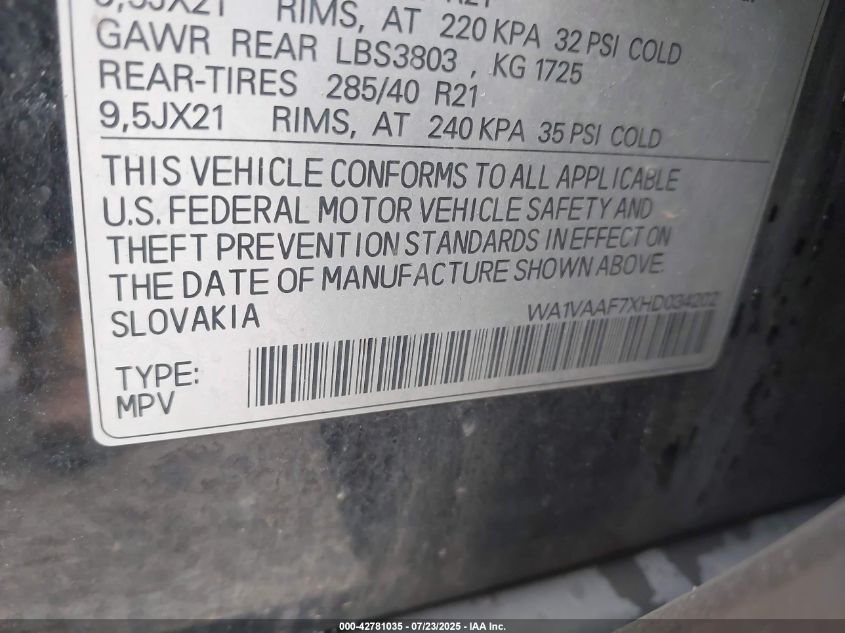 RIMS, AT 220 KPA 32 PSI COLD
GAWR REAR LBS3803 , KG 1725
REAR-TIRES 285/40 R21
9,5JX21 RIMS, AT 240 KPA 35 PSI COLD
THIS VEHICLE CONFORMS TO ALL APPLICABLE
U.S. FEDERAL MOTOR VEHICLE SAFETY AND
THEFT PREVENTION STANDARDS IN EFFECT ON
THE DATE OF MANUFACTURE SHOWN ABOVE.
SLOVAKIA WA1VAAF7XHD034202
TYPE:
MPV
000-42781035 - 07/23/2025 - IAA Inc.